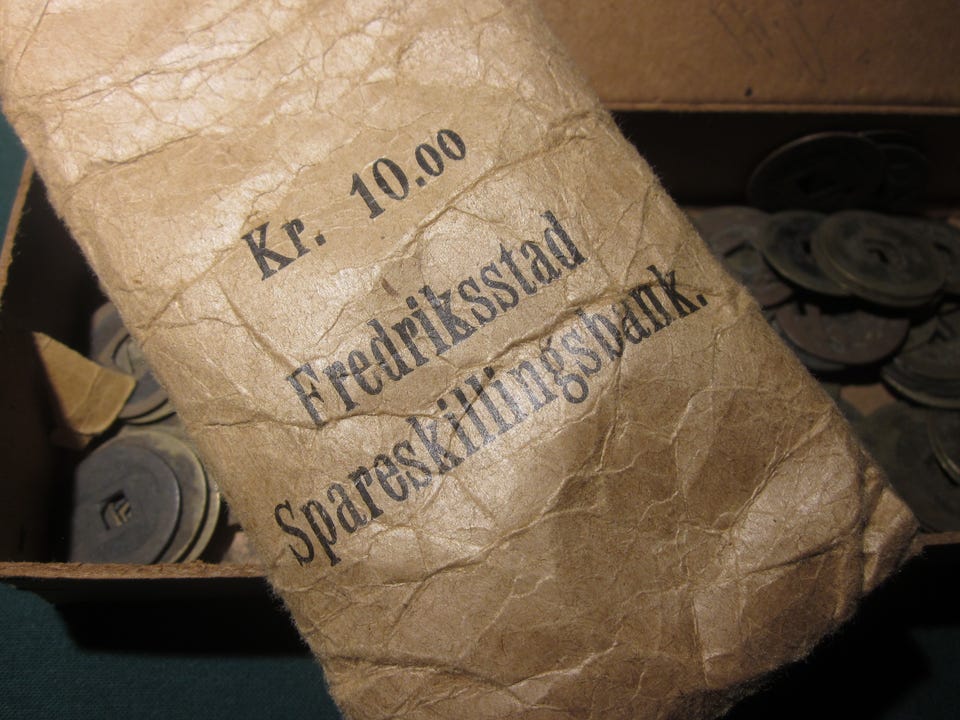 Kr. 10.00
Fredriksstad
Spareskillingsbank.